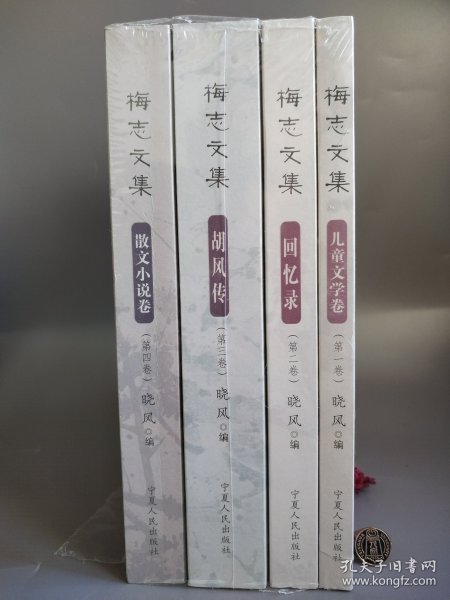 梅志文集
散文小说卷
(第四卷)
晓风◎编
宁夏人民出版社
梅志文集
胡风传
(第三卷)
晓风◎编
宁夏人民出版社
梅志文集
回忆录
(第二卷)
晓风◎编
宁夏人民出版社
梅志文集
儿童文学卷
(第一卷)
晓风◎编
宁夏人民出版社
孔夫子旧书网
www.kongfz.com